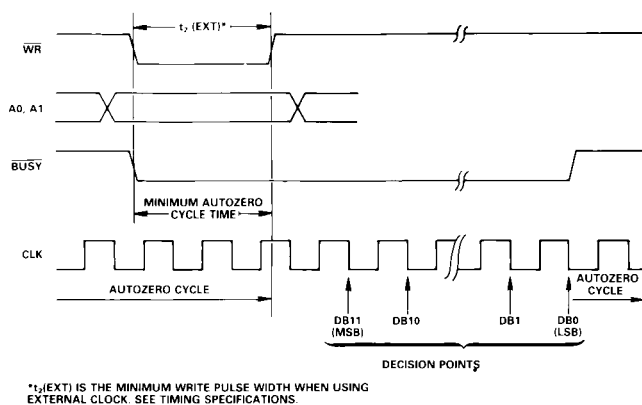 t₂ (EXT)*
WR
A0, A1
BUSY
MINIMUM AUTOZERO
CYCLE TIME
CLK
AUTOZERO CYCLE
AUTOZERO
CYCLE
DB11
(MSB)
DB10
DB1
DB0
(LSB)
DECISION POINTS
*t₂(EXT) IS THE MINIMUM WRITE PULSE WIDTH WHEN USING
EXTERNAL CLOCK. SEE TIMING SPECIFICATIONS.